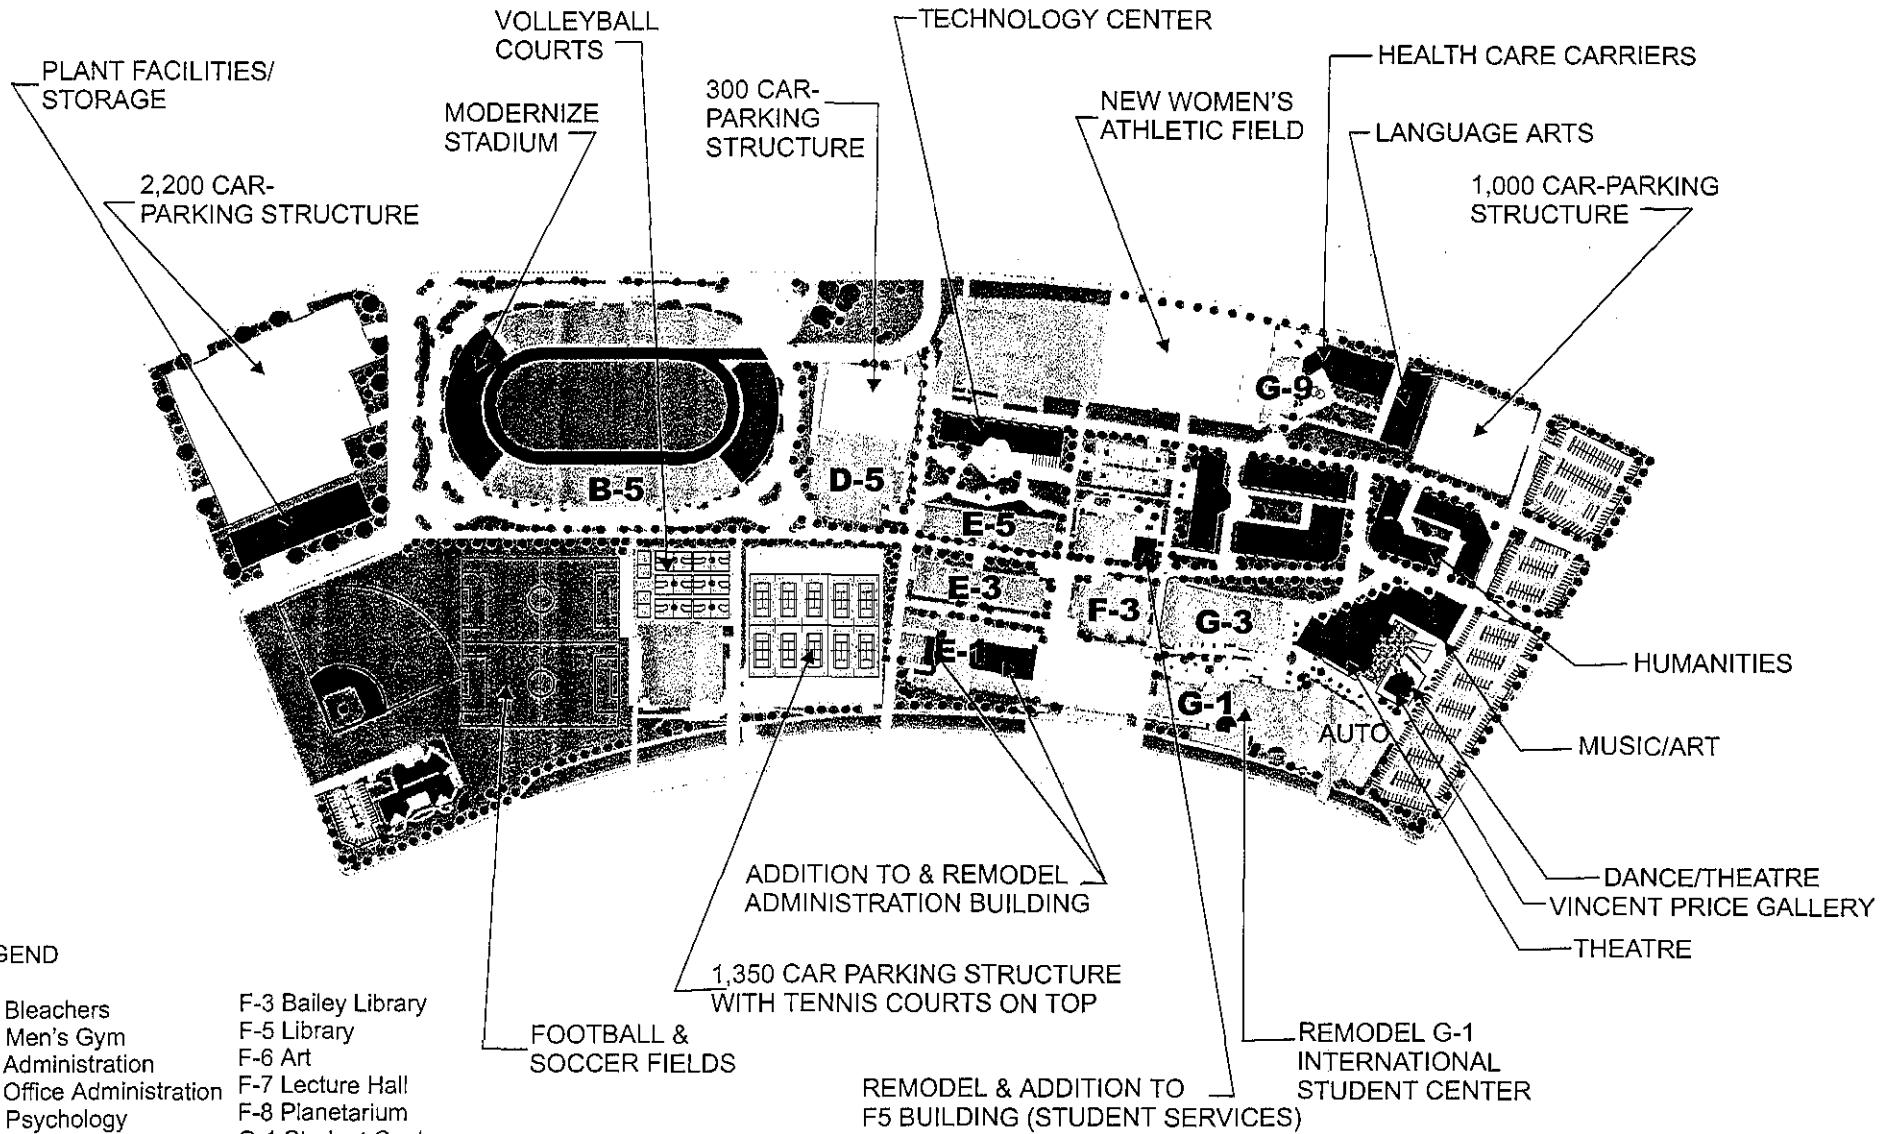 VOLLEYBALL
COURTS
TECHNOLOGY CENTER
PLANT FACILITIES/
STORAGE
HEALTH CARE CARRIERS
300 CAR-
PARKING
STRUCTURE
MODERNIZE
STADIUM
NEW WOMEN'S
ATHLETIC FIELD
LANGUAGE ARTS
2,200 CAR-
PARKING STRUCTURE
1,000 CAR-PARKING
STRUCTURE
G-9
B-5
D-5
E-5
E-3
F-3
G-3
G-1
AUTO
HUMANITIES
MUSIC/ART
DANCE/THEATRE
VINCENT PRICE GALLERY
THEATRE
ADDITION TO & REMODEL
ADMINISTRATION BUILDING
1,350 CAR PARKING STRUCTURE
WITH TENNIS COURTS ON TOP
FOOTBALL &
SOCCER FIELDS
REMODEL G-1
INTERNATIONAL
STUDENT CENTER
REMODEL & ADDITION TO
F5 BUILDING (STUDENT SERVICES)
Bleachers
Men's Gym
Administration
Office Administration
Psychology
F-3 Bailey Library
F-5 Library
F-6 Art
F-7 Lecture Hall
F-8 Planetarium